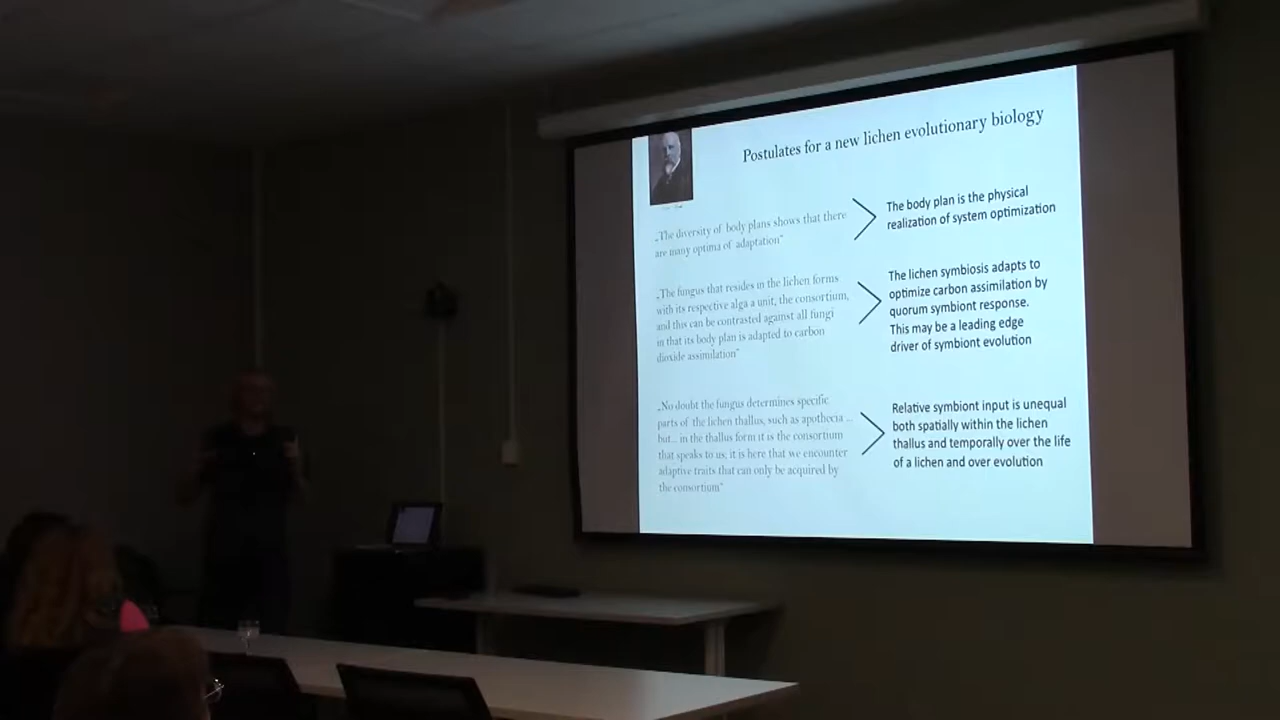 Postulates for a new lichen evolutionary biology
„The diversity of body plans shows that there
are many optima of adaptation“
The body plan is the physical
realization of system optimization
„The fungus that resides in the lichen forms
with its respective alga a unit, the consortium,
and this can be contrasted against all fungi
in that its body plan is adapted to carbon
dioxide assimilation“
The lichen symbiosis adapts to
optimize carbon assimilation by
quorum symbiont response.
This may be a leading edge
driver of symbiont evolution
„No doubt the fungus determines specific
parts of the lichen thallus, such as apothecia ...
but... in the thallus form it is the consortium
that speaks to us, it is here that we encounter
adaptive traits that can only be acquired by
the consortium“
Relative symbiont input is unequal
both spatially within the lichen
thallus and temporally over the life
of a lichen and over evolution